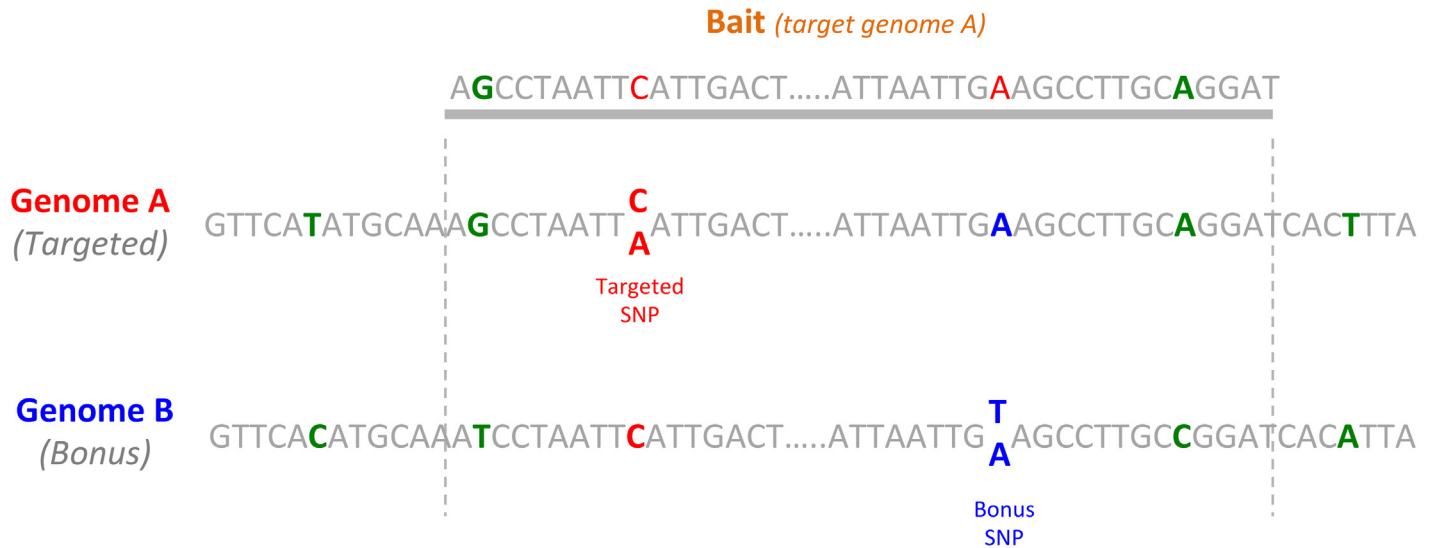 Bait (target genome A)
AGCCTAATTCATTGACT.....ATTAATTGAAGCCTTGCAGGAT
Genome A
(Targeted)
C
GTTCATATGCAAAGCCTAATT ATTGACT.....ATTAATTGAAGCCTTGCAGGATCACTTTA
A
Targeted
SNP
Genome B
(Bonus)
T
GTTCACATGCAAATCCTAATTCATTGACT.....ATTAATTG AGCCTTGCCGGATCACATTA
A
Bonus
SNP